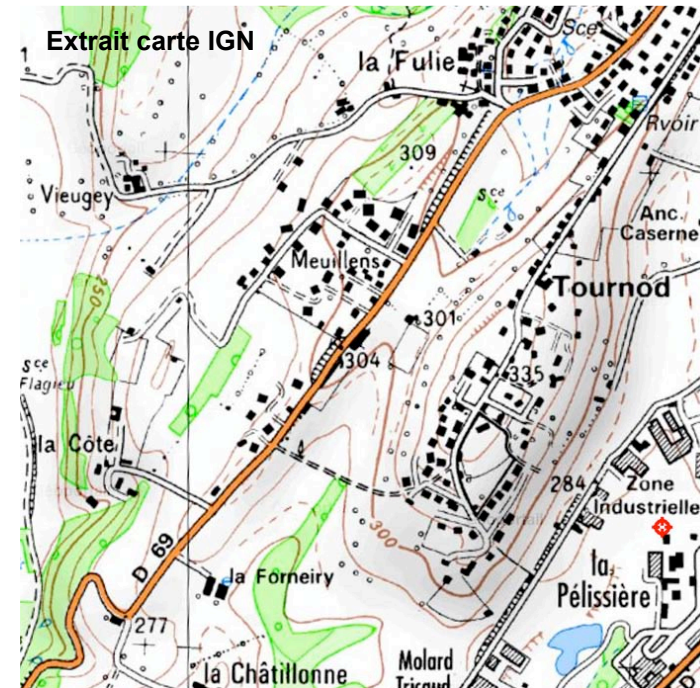 Extrait carte IGN
Sce
la Fulie
Rvoir
309
Vieugey
sce
Anc.
Caserne
Meuillens
Tournod
250
301
304
sce
335
la Côte
284
Zone
Industrielle
300
D 69
la Forneiry
la
Pélissière
277
la Châtillonne
Molard
Tricaud